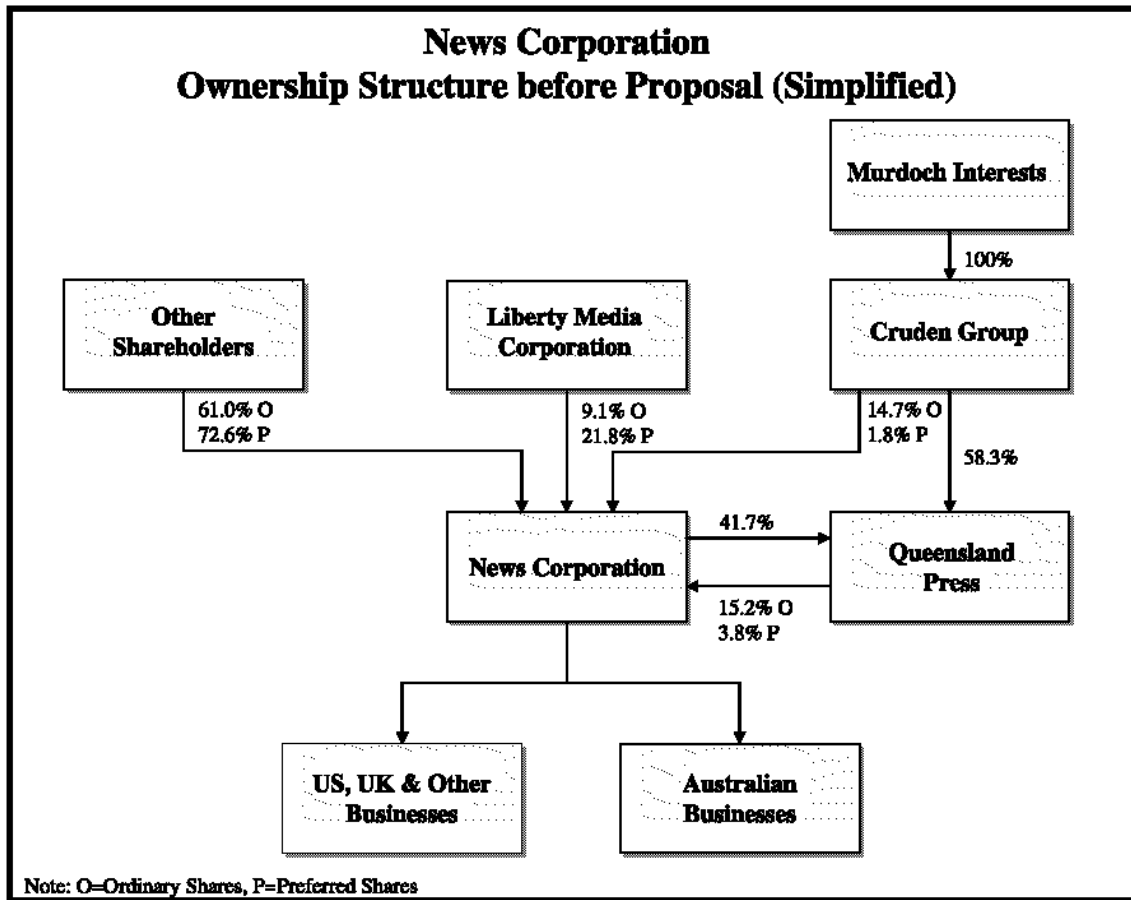 News Corporation
Ownership Structure before Proposal (Simplified)
Murdoch Interests
100%
Other
Shareholders
Liberty Media
Corporation
Cruden Group
61.0% O
72.6% P
9.1% O
21.8% P
14.7% O
1.8% P
58.3%
News Corporation
41.7%
Queensland
Press
15.2% O
3.8% P
US, UK & Other
Businesses
Australian
Businesses
Note: O=Ordinary Shares, P=Preferred Shares